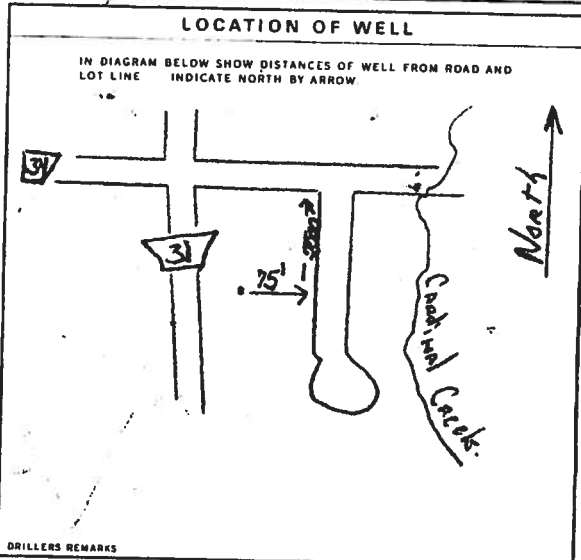 LOCATION OF WELL
IN DIAGRAM BELOW SHOW DISTANCES OF WELL FROM ROAD AND
LOT LINE INDICATE NORTH BY ARROW.
34
31
75'
North
Cardinal Creek.
DRILLERS REMARKS